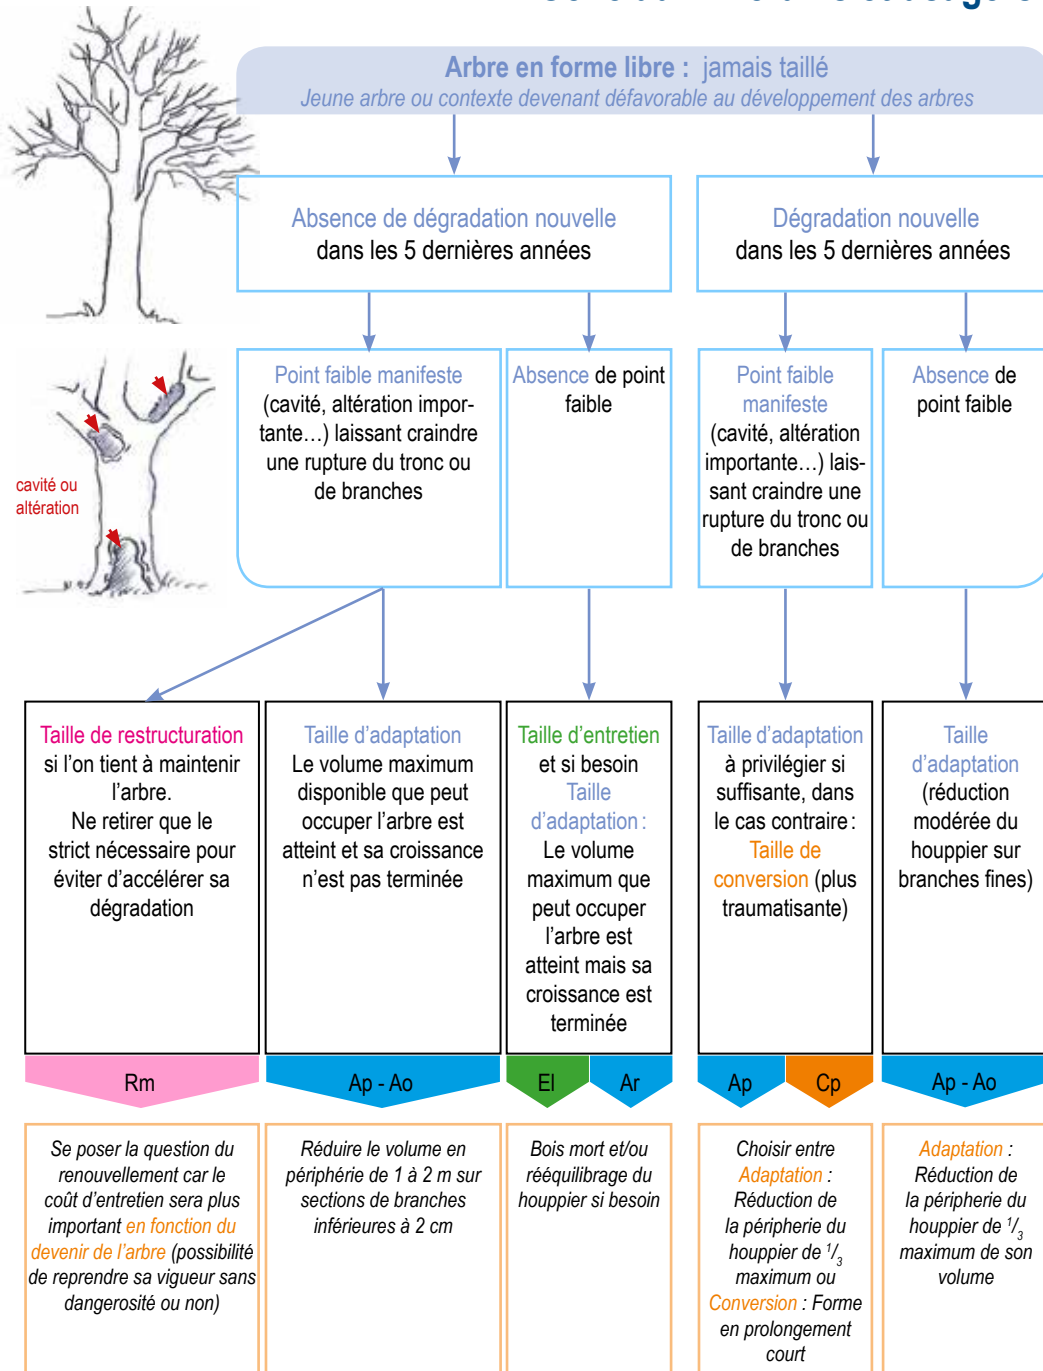 Arbre en forme libre : jamais taillé
Jeune arbre ou contexte devenant défavorable au développement des arbres
Absence de dégradation nouvelle
dans les 5 dernières années
Dégradation nouvelle
dans les 5 dernières années
Point faible manifeste
(cavité, altération impor-
tante…) laissant craindre
une rupture du tronc ou
de branches
Absence de point
faible
Point faible
manifeste
(cavité, altération
importante…) lais-
sant craindre une
rupture du tronc ou
de branches
Absence de
point faible
cavité ou
altération
Taille de restructuration
si l'on tient à maintenir
l'arbre.
Ne retirer que le
strict nécessaire pour
éviter d'accélérer sa
dégradation
Taille d'adaptation
Le volume maximum
disponible que peut
occuper l'arbre est
atteint et sa croissance
n'est pas terminée
Taille d'entretien
et si besoin
Taille
d'adaptation :
Le volume
maximum que
peut occuper
l'arbre est
atteint mais sa
croissance est
terminée
Taille d'adaptation
à privilégier si
suffisante, dans
le cas contraire :
Taille de
conversion (plus
traumatisante)
Taille
d'adaptation
(réduction
modérée du
houppier sur
branches fines)
Rm
Ap - Ao
El
Ar
Ap
Cp
Ap - Ao
Se poser la question du
renouvellement car le
coût d'entretien sera plus
important en fonction du
devenir de l'arbre (possibilité
de reprendre sa vigueur sans
dangerosité ou non)
Réduire le volume en
périphérie de 1 à 2 m sur
sections de branches
inférieures à 2 cm
Bois mort et/ou
rééquilibrage du
houppier si besoin
Choisir entre
Adaptation :
Réduction de
la péripherie du
houppier de 1/3
maximum ou
Conversion : Forme
en prolongement
court
Adaptation :
Réduction de
la péripherie du
houppier de 1/3
maximum de son
volume